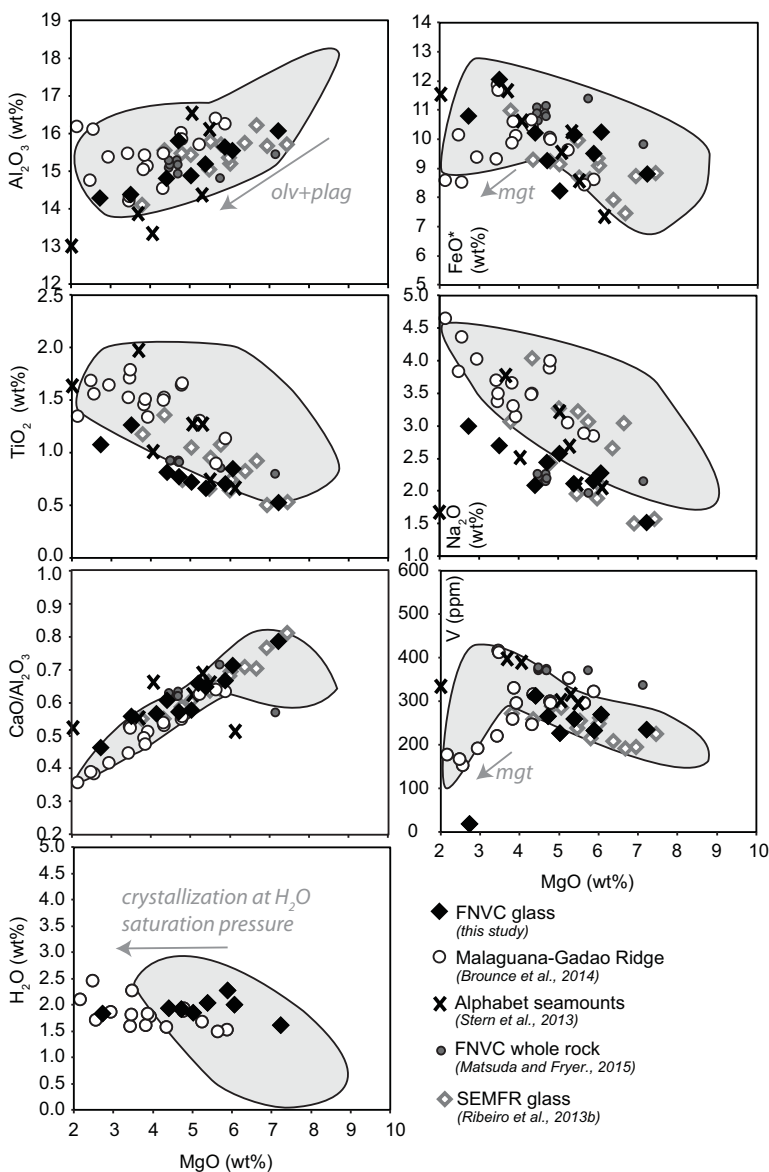 19
18
17
16
15
14
13
12
Al2O3 (wt%)
olv+plag
14
13
12
11
10
9
8
7
6
5
FeO*
(wt%)
mgt
2.5
2.0
1.5
1.0
0.5
0.0
TiO2 (wt%)
5.0
4.5
4.0
3.5
3.0
2.5
2.0
1.5
1.0
Na2O
(wt%)
1.0
0.9
0.8
0.7
0.6
0.5
0.4
0.3
0.2
CaO/Al2O3
600
500
400
300
200
100
0
V (ppm)
mgt
2 3 4 5 6 7 8 9 10
MgO (wt%)
5.0
4.5
4.0
3.5
3.0
2.5
2.0
1.5
1.0
0.5
0.0
H2O (wt%)
crystallization at H2O
saturation pressure
2 3 4 5 6 7 8 9 10
MgO (wt%)
FNVC glass
(this study)
Malaguana-Gadao Ridge
(Brounce et al., 2014)
Alphabet seamounts
(Stern et al., 2013)
FNVC whole rock
(Matsuda and Fryer., 2015)
SEMFR glass
(Ribeiro et al., 2013b)